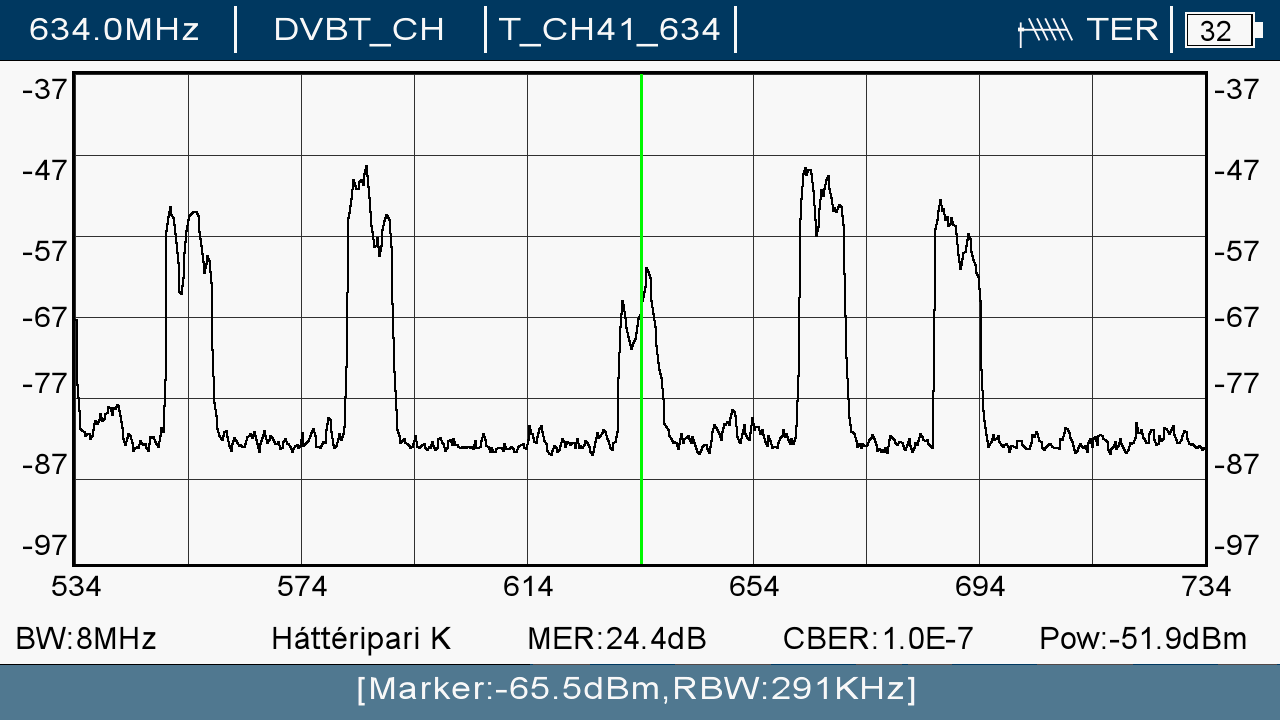 634.0MHz DVBT_CH T_CH41_634 TER 32
-37 -37
-47 -47
-57 -57
-67 -67
-77 -77
-87 -87
-97 -97
534 574 614 654 694 734
BW:8MHz Háttéripari K MER:24.4dB CBER:1.0E-7 Pow:-51.9dBm
[Marker:-65.5dBm,RBW:291KHz]